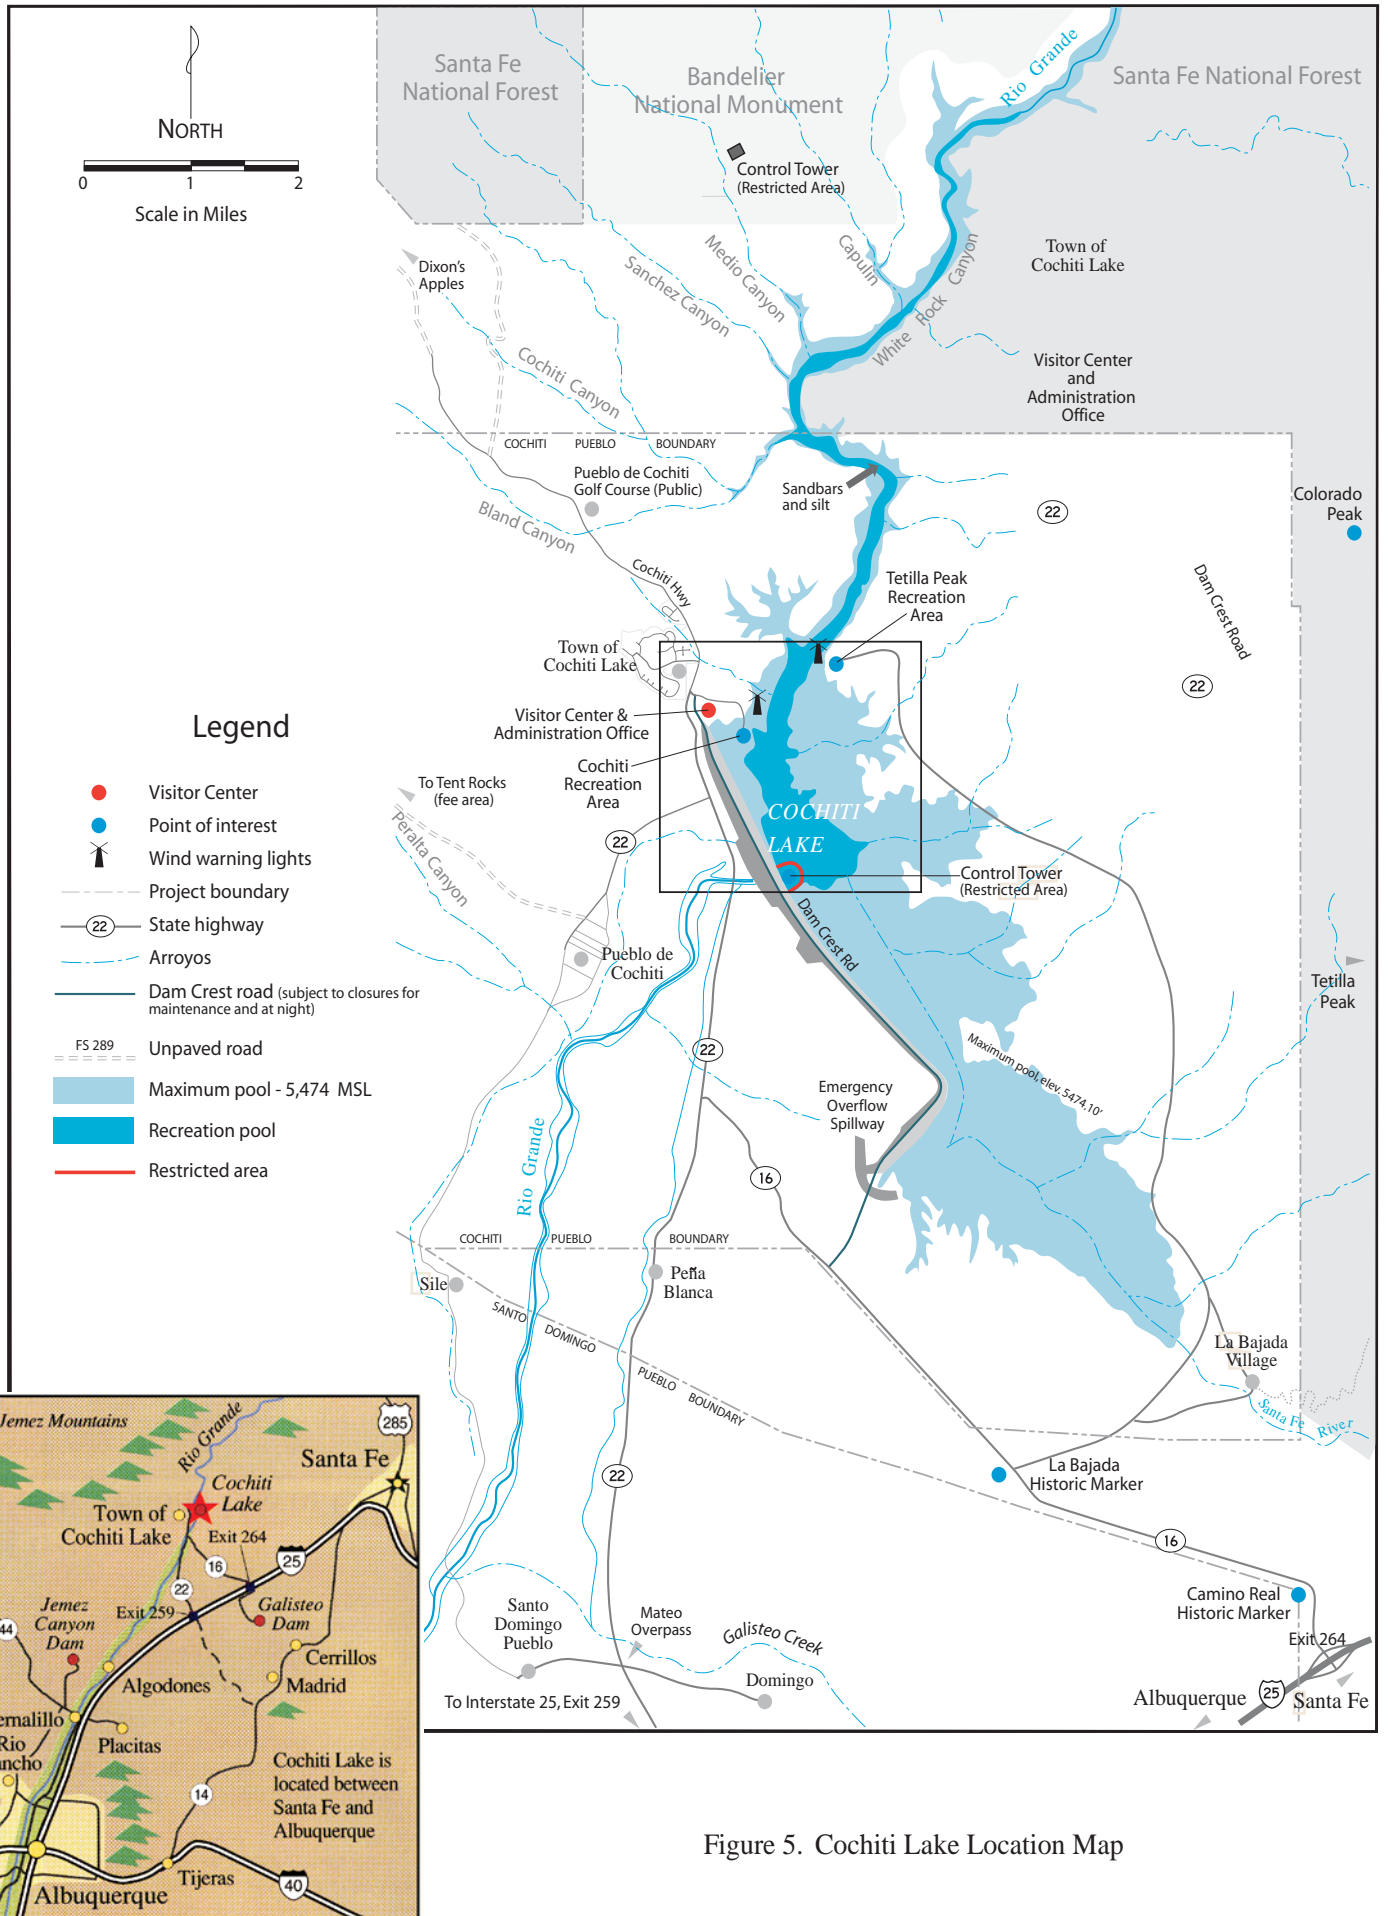 Santa Fe
National Forest
Bandelier
National Monument
Rio Grande
Santa Fe National Forest
NORTH
0 1 2
Scale in Miles
Control Tower
(Restricted Area)
Town of
Cochiti Lake
Dixon's
Apples
Sanchez Canyon
Medio Canyon
Capulin
White Rock Canyon
Cochiti Canyon
Visitor Center
and
Administration
Office
COCHITI PUEBLO BOUNDARY
Pueblo de Cochiti
Golf Course (Public)
Sandbars
and silt
Bland Canyon
22
Colorado
Peak
Cochiti Hwy
Tetilla Peak
Recreation
Area
Dam Crest Road
22
Town of
Cochiti Lake
Visitor Center &
Administration Office
Cochiti
Recreation
Area
To Tent Rocks
(fee area)
Peralta Canyon
22
COCHITI
LAKE
Control Tower
(Restricted Area)
Dam Crest Rd
Pueblo de
Cochiti
Tetilla
Peak
22
Maximum pool, elev. 5474.10'
Emergency
Overflow
Spillway
Rio Grande
16
COCHITI PUEBLO BOUNDARY
Sile
Peña
Blanca
SANTO DOMINGO PUEBLO BOUNDARY
La Bajada
Village
Santa Fe River
22
La Bajada
Historic Marker
16
Camino Real
Historic Marker
Exit 264
Santo
Domingo
Pueblo
Mateo
Overpass
Galisteo Creek
Domingo
To Interstate 25, Exit 259
Albuquerque
25
Santa Fe
Legend
Visitor Center
Point of interest
Wind warning lights
Project boundary
22 State highway
Arroyos
Dam Crest road (subject to closures for
maintenance and at night)
FS 289 Unpaved road
Maximum pool - 5,474 MSL
Recreation pool
Restricted area
Jemez Mountains
Rio Grande
285
Santa Fe
Cochiti
Lake
Town of
Cochiti Lake
Exit 264
25
16
22
Exit 259
Jemez
Canyon
Dam
Galisteo
Dam
44
Cerrillos
Algodones
Madrid
ernalillo
Rio
ancho
Placitas
14
Cochiti Lake is
located between
Santa Fe and
Albuquerque
Tijeras
40
Albuquerque
Figure 5. Cochiti Lake Location Map